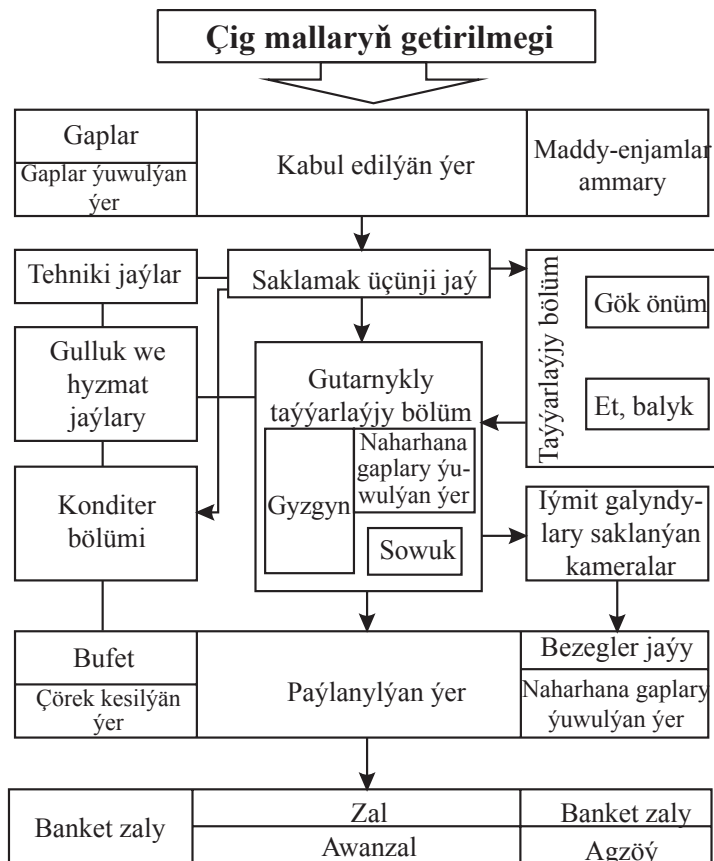 Çig mallaryň getirilmegi
Gaplar
Gaplar ýuwulýan
ýer
Kabul edilýän ýer
Maddy-enjamlar
ammary
Tehniki jaýlar
Saklamak üçünji jaý
Taýýarlaýjy bölüm
Gök önüm
Et, balyk
Gulluk we
hyzmat
jaýlary
Gutarnykly
taýýarlaýjy bölüm
Gyzgyn
Naharhana
gaplary ýu-
wulýan ýer
Sowuk
Konditer
bölümi
Iýmit galyndy-
lary saklanýan
kameralar
Bufet
Çörek kesilýän
ýer
Paýlanylýan ýer
Bezegler jaýy
Naharhana gaplary
ýuwulýan ýer
Banket zaly
Zal
Awanzal
Banket zaly
Agzöý